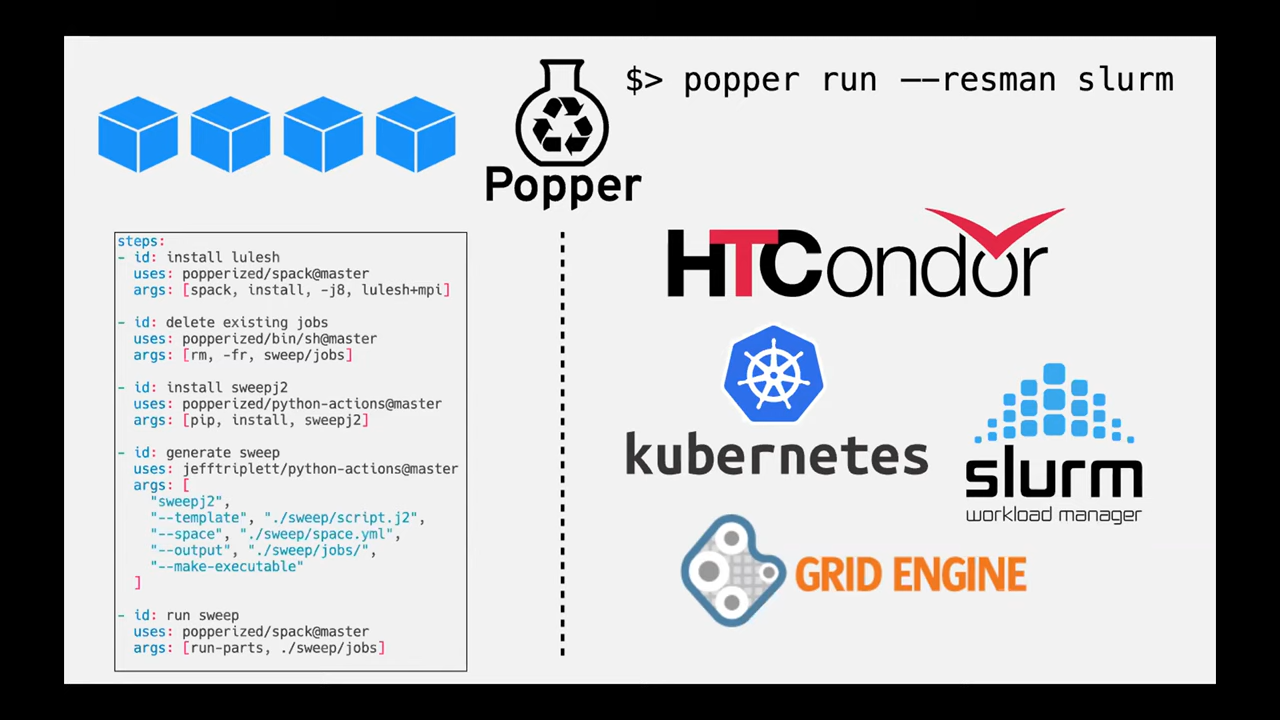 $> popper run --resman slurm
Popper
steps:
- id: install lulesh
  uses: popperized/spack@master
  args: [spack, install, -j8, lulesh+mpi]

- id: delete existing jobs
  uses: popperized/bin/sh@master
  args: [rm, -fr, sweep/jobs]

- id: install sweepj2
  uses: popperized/python-actions@master
  args: [pip, install, sweepj2]

- id: generate sweep
  uses: jefftriplett/python-actions@master
  args: [
    "sweepj2",
    "--template", "./sweep/script.j2",
    "--space", "./sweep/space.yml",
    "--output", "./sweep/jobs/",
    "--make-executable"
  ]

- id: run sweep
  uses: popperized/spack@master
  args: [run-parts, ./sweep/jobs]
HTCondor
kubernetes
slurm
workload manager
GRID ENGINE